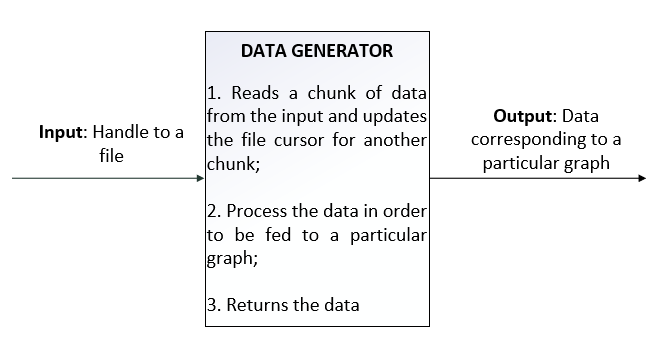 Input: Handle to a
file
DATA GENERATOR
1. Reads a chunk of data
from the input and updates
the file cursor for another
chunk;
2. Process the data in order
to be fed to a particular
graph;
3. Returns the data
Output: Data
corresponding to a
particular graph